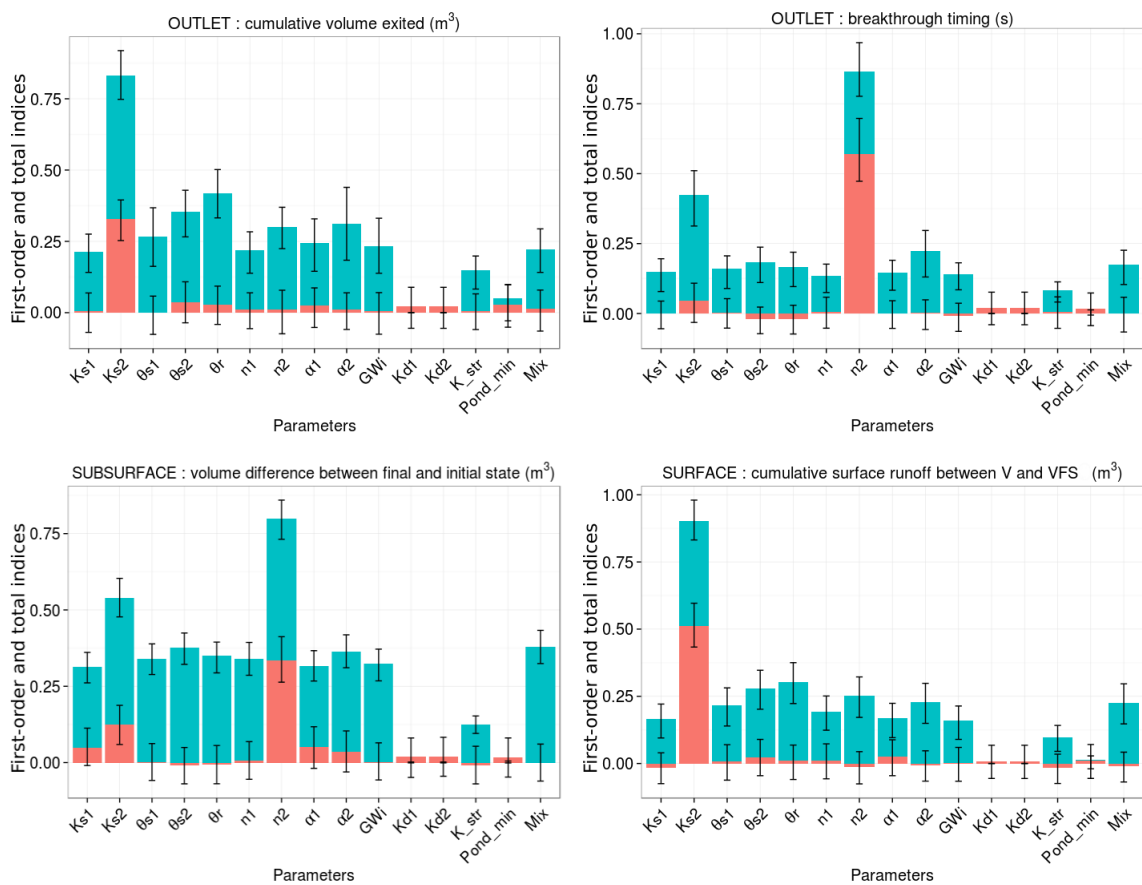 OUTLET : cumulative volume exited (m³)
First-order and total indices
0.75
0.50
0.25
0.00
Ks1 Ks2 θs1 θs2 θr n1 n2 α1 α2 GWi Kd1 Kd2 K_str Pond_min Mix
Parameters
OUTLET : breakthrough timing (s)
First-order and total indices
1.00
0.75
0.50
0.25
0.00
Ks1 Ks2 θs1 θs2 θr n1 n2 α1 α2 GWi Kd1 Kd2 K_str Pond_min Mix
Parameters
SUBSURFACE : volume difference between final and initial state (m³)
First-order and total indices
0.75
0.50
0.25
0.00
Ks1 Ks2 θs1 θs2 θr n1 n2 α1 α2 GWi Kd1 Kd2 K_str Pond_min Mix
Parameters
SURFACE : cumulative surface runoff between V and VFS (m³)
First-order and total indices
1.00
0.75
0.50
0.25
0.00
Ks1 Ks2 θs1 θs2 θr n1 n2 α1 α2 GWi Kd1 Kd2 K_str Pond_min Mix
Parameters